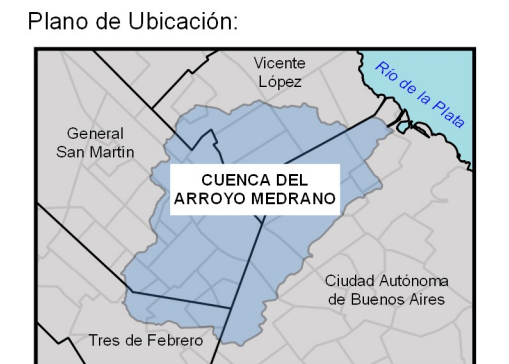 Plano de Ubicación:
Vicente
López
Río de la Plata
General
San Martin
CUENCA DEL
ARROYO MEDRANO
Ciudad Autónoma
de Buenos Aires
Tres de Febrero